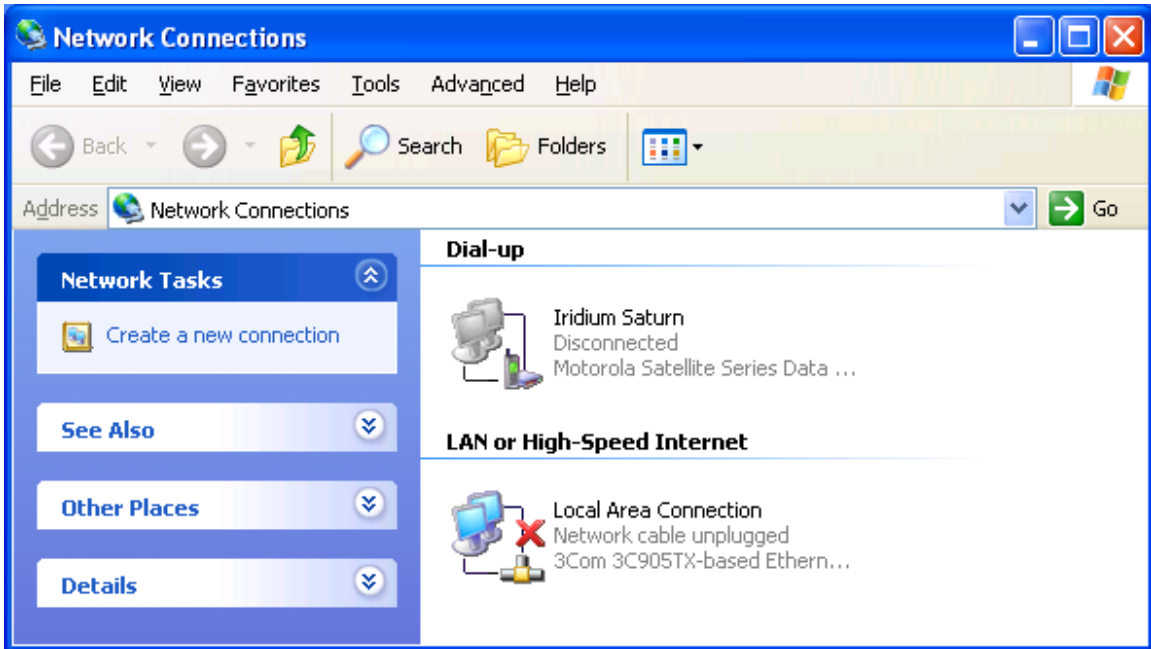 Network Connections
File Edit View Favorites Tools Advanced Help
Back Search Folders
Address Network Connections Go
Network Tasks
Create a new connection
See Also
Other Places
Details
Dial-up
Iridium Saturn
Disconnected
Motorola Satellite Series Data ...
LAN or High-Speed Internet
Local Area Connection
Network cable unplugged
3Com 3C905TX-based Ethern...